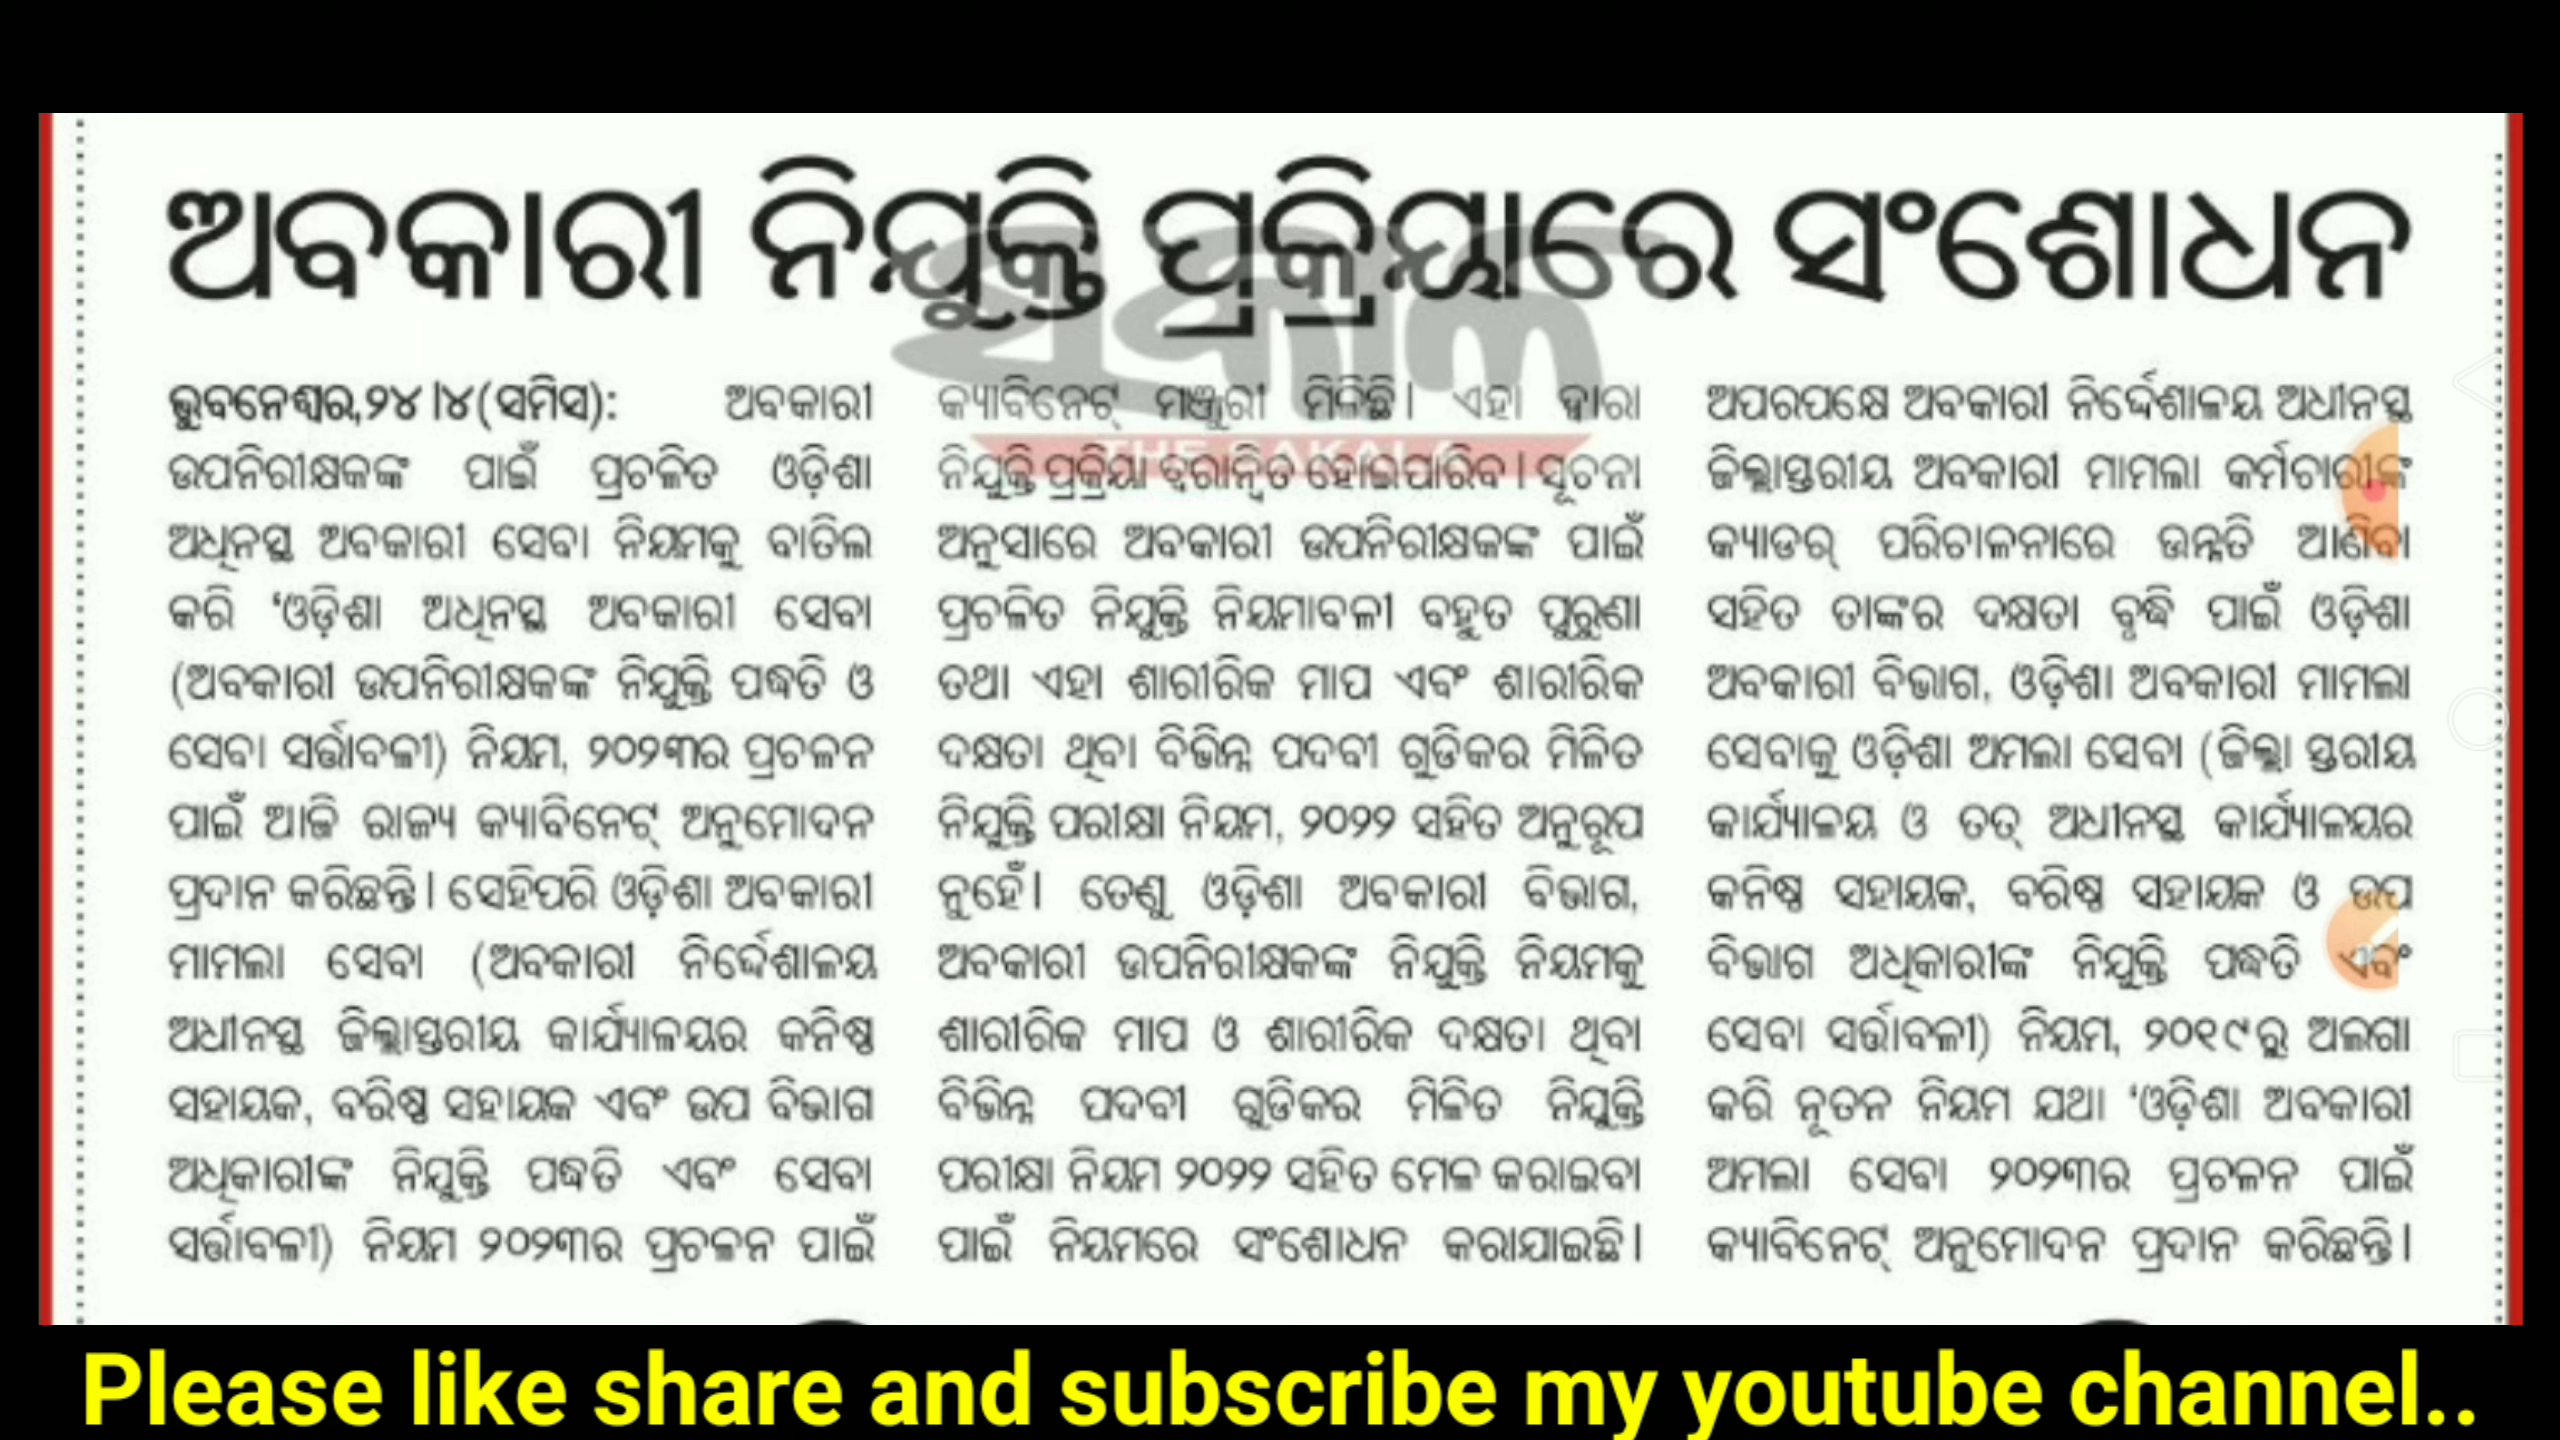 ଅବକାରୀ ନିଯୁକ୍ତି ପ୍ରକ୍ରିୟାରେ ସଂଶୋଧନ
ଭୁବନେଶ୍ୱର,୨୪।୪(ସମିସ): ଅବକାରୀ
ଉପନିରୀକ୍ଷକଙ୍କ ପାଇଁ ପ୍ରଚଳିତ ଓଡ଼ିଶା
ଅଧିନସ୍ଥ ଅବକାରୀ ସେବା ନିୟମକୁ ବାତିଲ
କରି ‘ଓଡ଼ିଶା ଅଧିନସ୍ଥ ଅବକାରୀ ସେବା
(ଅବକାରୀ ଉପନିରୀକ୍ଷକଙ୍କ ନିଯୁକ୍ତି ପଦ୍ଧତି ଓ
ସେବା ସର୍ତ୍ତାବଳୀ) ନିୟମ, ୨୦୨୩ର ପ୍ରଚଳନ
ପାଇଁ ଆଜି ରାଜ୍ୟ କ୍ୟାବିନେଟ୍ ଅନୁମୋଦନ
ପ୍ରଦାନ କରିଛନ୍ତି। ସେହିପରି ଓଡ଼ିଶା ଅବକାରୀ
ମାମଲା ସେବା (ଅବକାରୀ ନିର୍ଦ୍ଦେଶାଳୟ
ଅଧୀନସ୍ଥ ଜିଲ୍ଲାସ୍ତରୀୟ କାର୍ଯ୍ୟାଳୟର କନିଷ୍ଠ
ସହାୟକ, ବରିଷ୍ଠ ସହାୟକ ଏବଂ ଉପ ବିଭାଗ
ଅଧିକାରୀଙ୍କ ନିଯୁକ୍ତି ପଦ୍ଧତି ଏବଂ ସେବା
ସର୍ତ୍ତାବଳୀ) ନିୟମ ୨୦୨୩ର ପ୍ରଚଳନ ପାଇଁ
କ୍ୟାବିନେଟ୍ ମଞ୍ଜୁରୀ ମିଳିଛି। ଏହା ଦ୍ୱାରା
ନିଯୁକ୍ତି ପ୍ରକ୍ରିୟା ତ୍ୱରାନ୍ୱିତ ହୋଇପାରିବ। ସୂଚନା
ଅନୁସାରେ ଅବକାରୀ ଉପନିରୀକ୍ଷକଙ୍କ ପାଇଁ
ପ୍ରଚଳିତ ନିଯୁକ୍ତି ନିୟମାବଳୀ ବହୁତ ପୁରୁଣା
ତଥା ଏହା ଶାରୀରିକ ମାପ ଏବଂ ଶାରୀରିକ
ଦକ୍ଷତା ଥିବା ବିଭିନ୍ନ ପଦବୀ ଗୁଡିକର ମିଳିତ
ନିଯୁକ୍ତି ପରୀକ୍ଷା ନିୟମ, ୨୦୨୨ ସହିତ ଅନୁରୂପ
ନୁହେଁ। ତେଣୁ ଓଡ଼ିଶା ଅବକାରୀ ବିଭାଗ,
ଅବକାରୀ ଉପନିରୀକ୍ଷକଙ୍କ ନିଯୁକ୍ତି ନିୟମକୁ
ଶାରୀରିକ ମାପ ଓ ଶାରୀରିକ ଦକ୍ଷତା ଥିବା
ବିଭିନ୍ନ ପଦବୀ ଗୁଡିକର ମିଳିତ ନିଯୁକ୍ତି
ପରୀକ୍ଷା ନିୟମ ୨୦୨୨ ସହିତ ମେଳ କରାଇବା
ପାଇଁ ନିୟମରେ ସଂଶୋଧନ କରାଯାଇଛି।
ଅପରପକ୍ଷେ ଅବକାରୀ ନିର୍ଦ୍ଦେଶାଳୟ ଅଧୀନସ୍ଥ
ଜିଲ୍ଲାସ୍ତରୀୟ ଅବକାରୀ ମାମଲା କର୍ମଚାରୀଙ୍କ
କ୍ୟାଡର୍ ପରିଚାଳନାରେ ଉନ୍ନତି ଆଣିବା
ସହିତ ତାଙ୍କର ଦକ୍ଷତା ବୃଦ୍ଧି ପାଇଁ ଓଡ଼ିଶା
ଅବକାରୀ ବିଭାଗ, ଓଡ଼ିଶା ଅବକାରୀ ମାମଲା
ସେବାକୁ ଓଡ଼ିଶା ଅମଲା ସେବା (ଜିଲ୍ଲା ସ୍ତରୀୟ
କାର୍ଯ୍ୟାଳୟ ଓ ତତ୍ ଅଧୀନସ୍ଥ କାର୍ଯ୍ୟାଳୟର
କନିଷ୍ଠ ସହାୟକ, ବରିଷ୍ଠ ସହାୟକ ଓ ଉପ
ବିଭାଗ ଅଧିକାରୀଙ୍କ ନିଯୁକ୍ତି ପଦ୍ଧତି ଏବଂ
ସେବା ସର୍ତ୍ତାବଳୀ) ନିୟମ, ୨୦୧୯ରୁ ଅଲଗା
କରି ନୂତନ ନିୟମ ଯଥା ‘ଓଡ଼ିଶା ଅବକାରୀ
ଅମଲା ସେବା ୨୦୨୩ର ପ୍ରଚଳନ ପାଇଁ
କ୍ୟାବିନେଟ୍ ଅନୁମୋଦନ ପ୍ରଦାନ କରିଛନ୍ତି।
ସକାଳ
THE SAKALA
Please like share and subscribe my youtube channel..